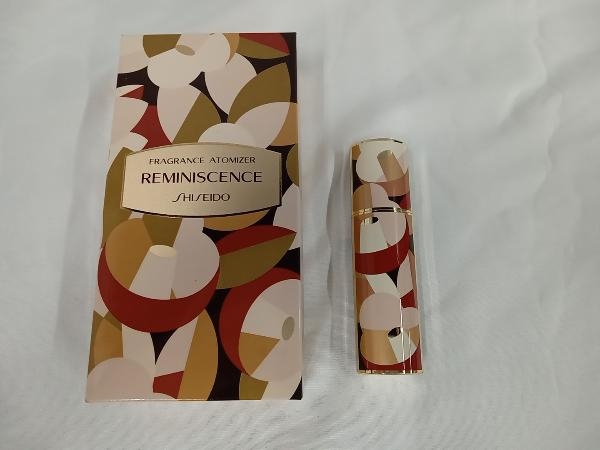 FRAGRANCE ATOMIZER
REMINISCENCE
SHISEIDO